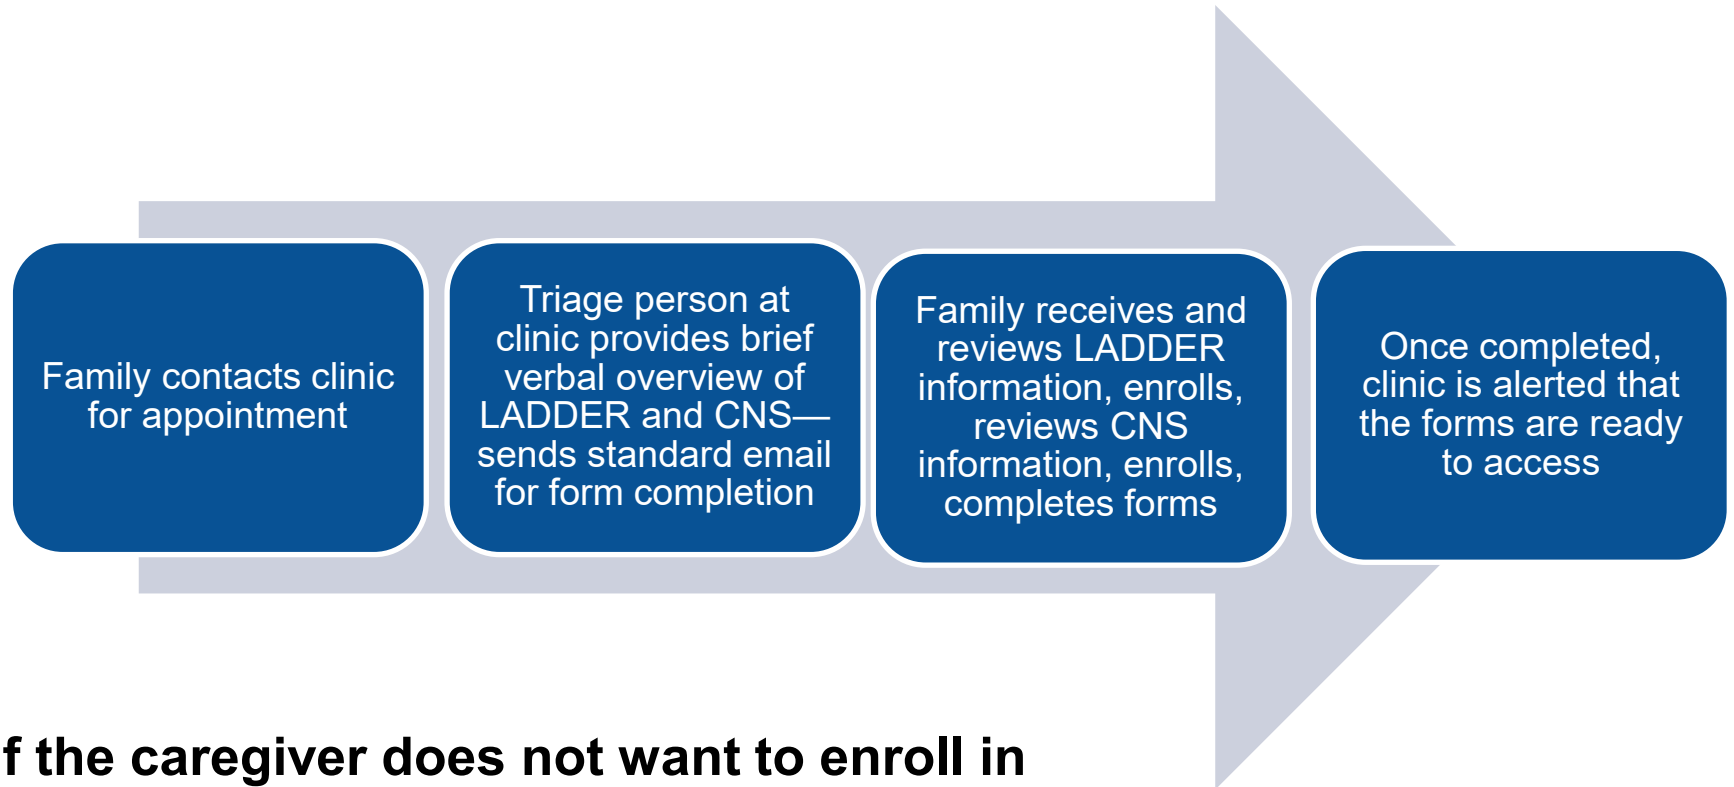 Family contacts clinic
for appointment
Triage person at
clinic provides brief
verbal overview of
LADDER and CNS—
sends standard email
for form completion
Family receives and
reviews LADDER
information, enrolls,
reviews CNS
information, enrolls,
completes forms
Once completed,
clinic is alerted that
the forms are ready
to access
f the caregiver does not want to enroll in